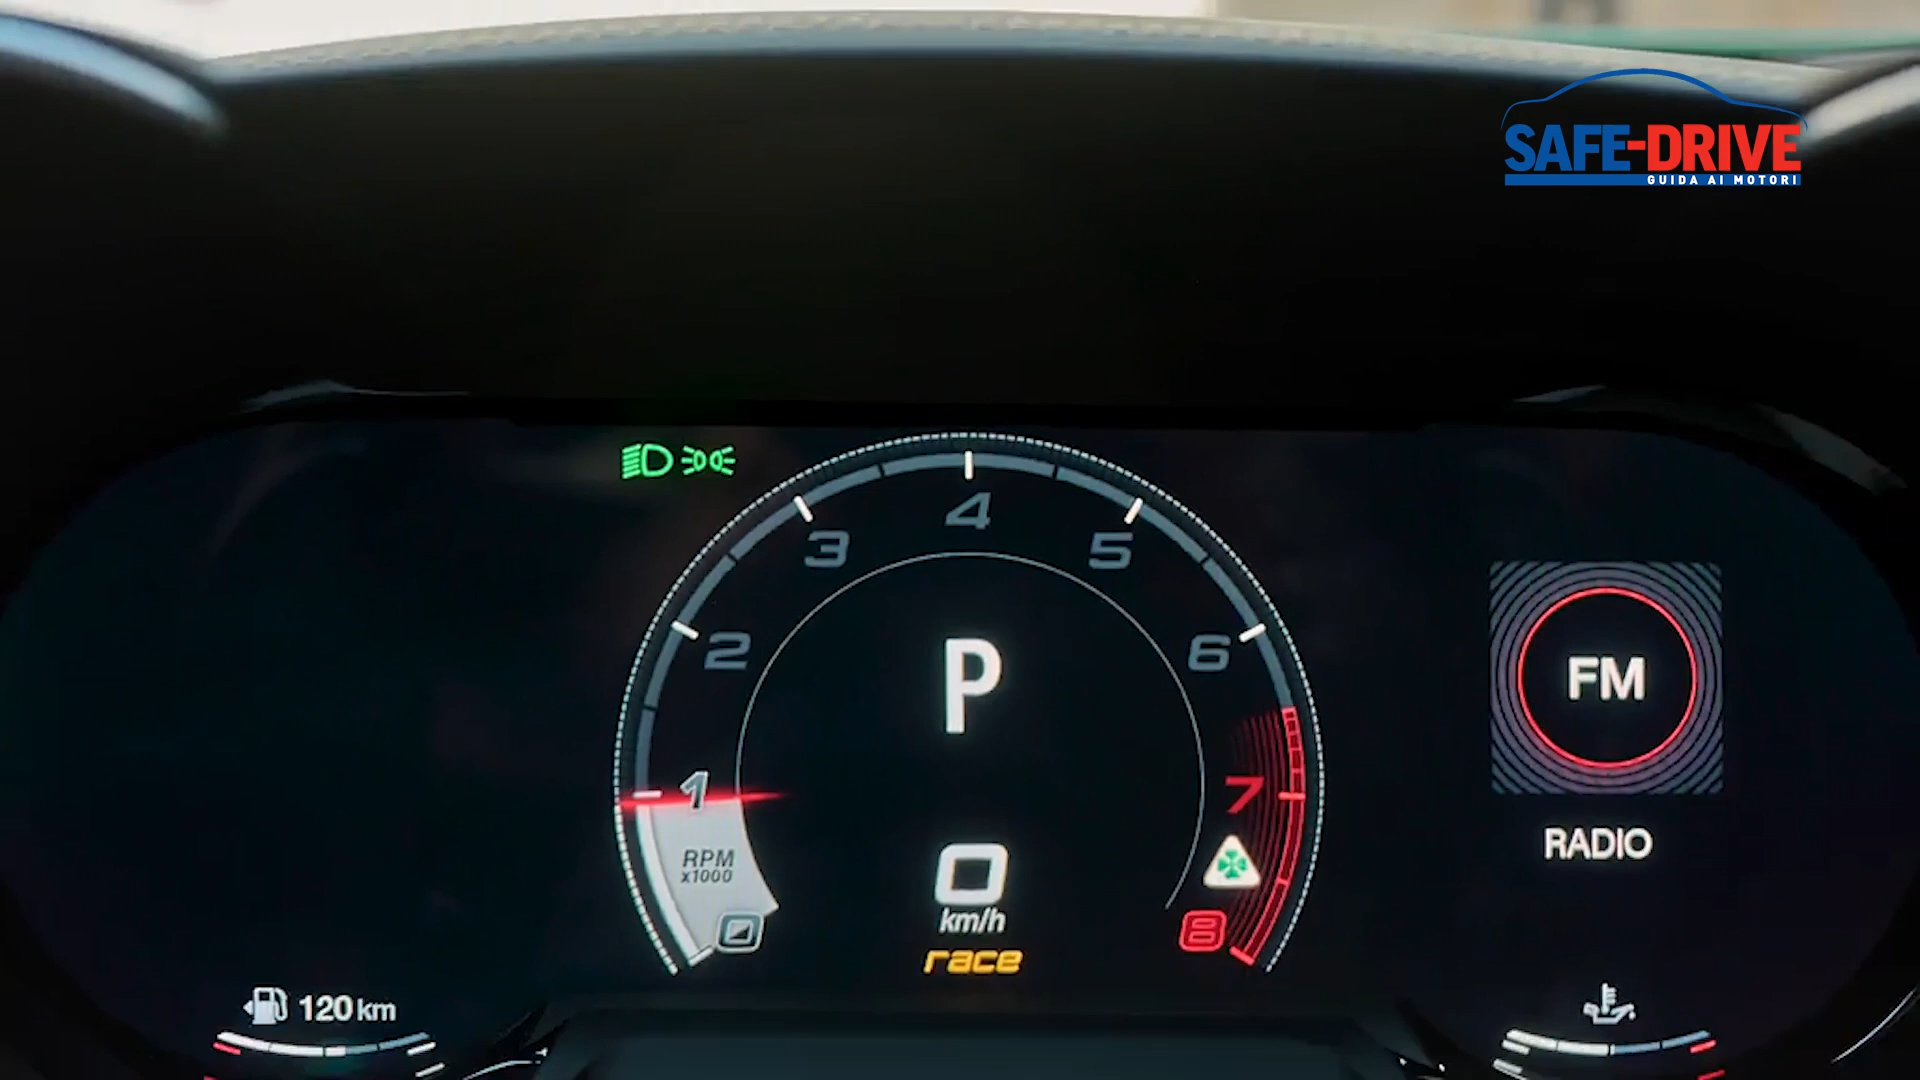 SAFE-DRIVE
GUIDA AI MOTORI
4
3
5
2
6
P
FM
1
7
RADIO
RPM
x1000
0
km/h
8
race
120 km